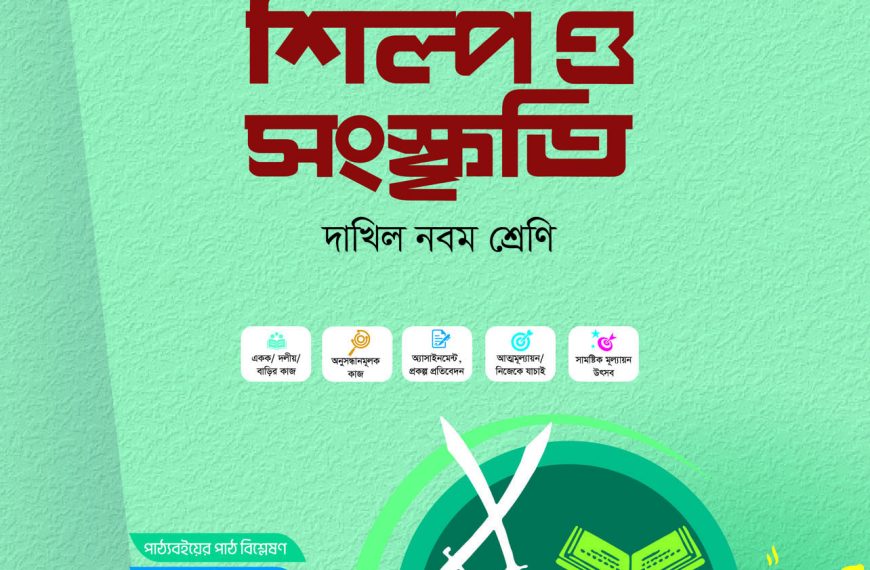 শিল্প ও
সংস্কৃতি
দাখিল নবম শ্রেণি
একক/ দলীয়/
বাড়ির কাজ
অনুসন্ধানমূলক
কাজ
অ্যাসাইনমেন্ট,
প্রকল্প প্রতিবেদন
আত্মমূল্যায়ন/
নিজেকে যাচাই
সামষ্টিক মূল্যায়ন
উৎসব
পাঠ্যবইয়ের পাঠ বিশ্লেষণ